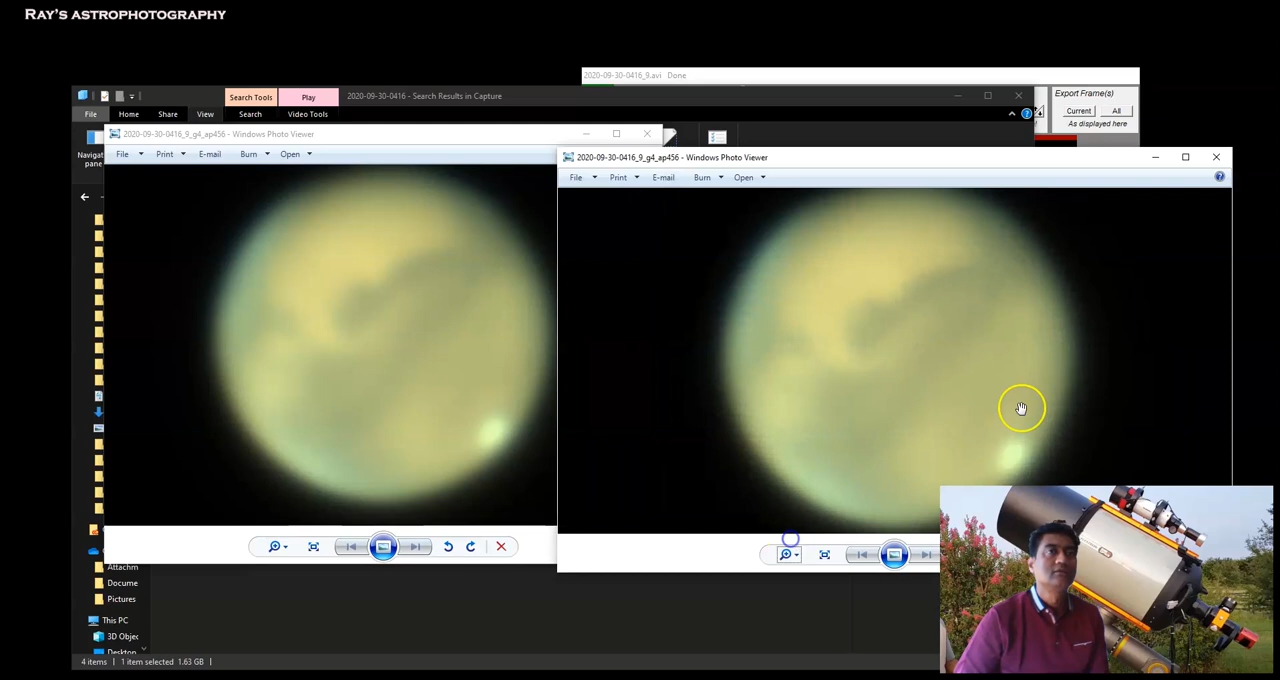 Ray's astrophotography
2020-09-30-0416_9.avi Done
Search Tools Play 2020-09-30-0416 - Search Results in Capture
Export Frame(s)
File Home Share View Search Video Tools
Current All
As displayed here
2020-09-30-0416_9_g4_ap456 - Windows Photo Viewer
Navigat
pane
File Print E-mail Burn Open
2020-09-30-0416_9_g4_ap456 - Windows Photo Viewer
File Print E-mail Burn Open
Attachm
Docume
Pictures
This PC
3D Objec
Desktop
4 items 1 item selected 1.63 GB